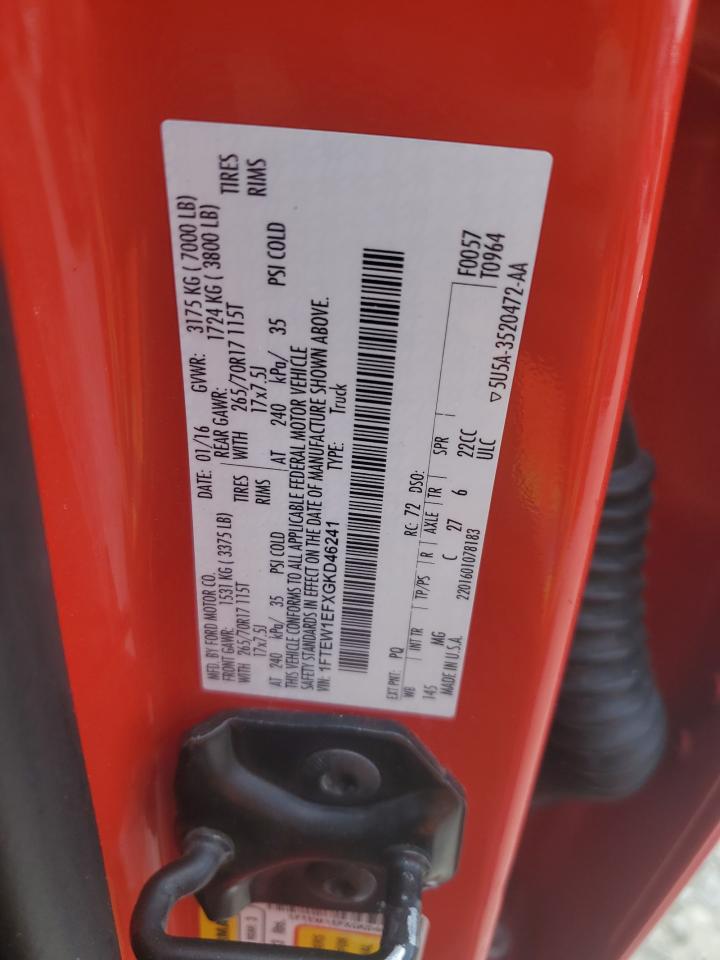 MFD. BY FORD MOTOR CO. DATE: 01/16 GVWR: 3175 KG ( 7000 LB)
FRONT GAWR: 1531 KG ( 3375 LB) REAR GAWR: 1724 KG ( 3800 LB)
WITH 265/70R17 115T TIRES WITH 265/70R17 115T TIRES
17x7.5J RIMS 17x7.5J RIMS
AT 240 kPa/ 35 PSI COLD AT 240 kPa/ 35 PSI COLD
THIS VEHICLE CONFORMS TO ALL APPLICABLE FEDERAL MOTOR VEHICLE
SAFETY STANDARDS IN EFFECT ON THE DATE OF MANUFACTURE SHOWN ABOVE.
VIN: 1FTEW1EFXGKD46241 TYPE: Truck
EXT PNT: PQ RC: 72 DSO: F0057
WB INT TR TP/PS R AXLE TR SPR T0964
145 MG C 27 6 22CC
MADE IN U.S.A. ULC ▽5U5A-3520472-AA
2201601078183